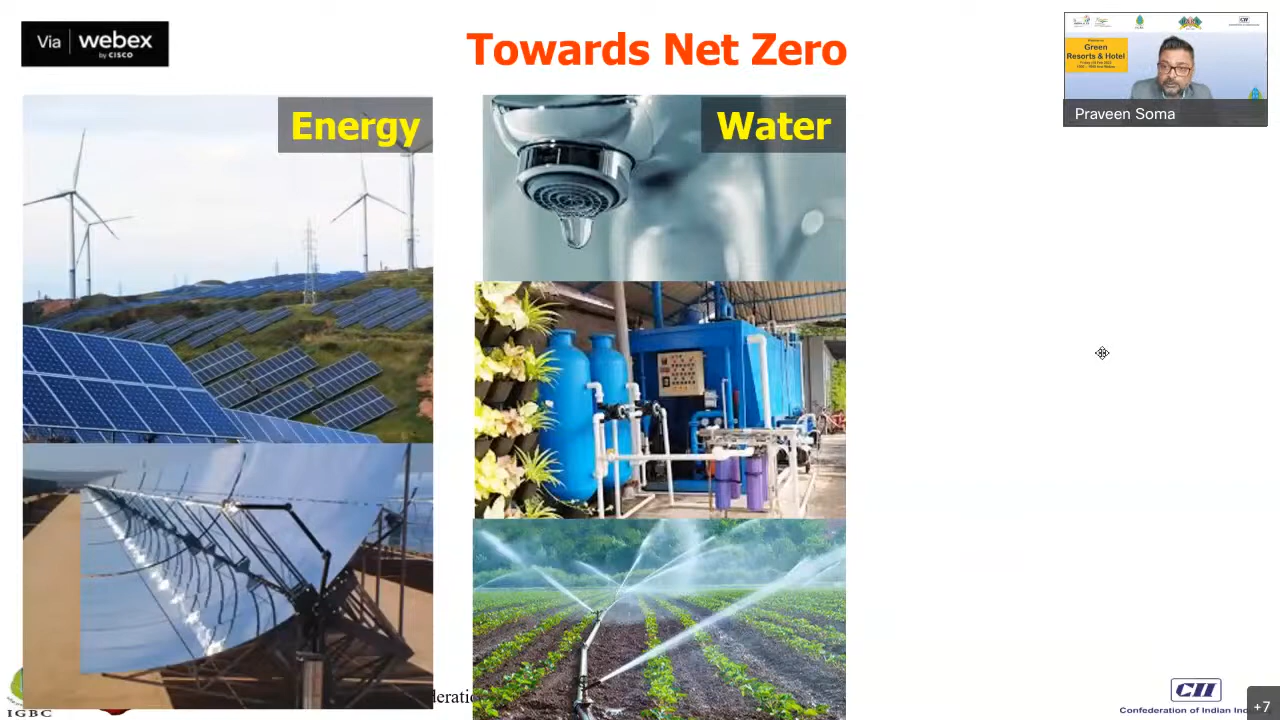 Via webex
by CISCO
Towards Net Zero
Energy
Water
Green
Resorts & Hotel
Praveen Soma
deration
IGBC
CII
Confederation of Indian Ind
+7